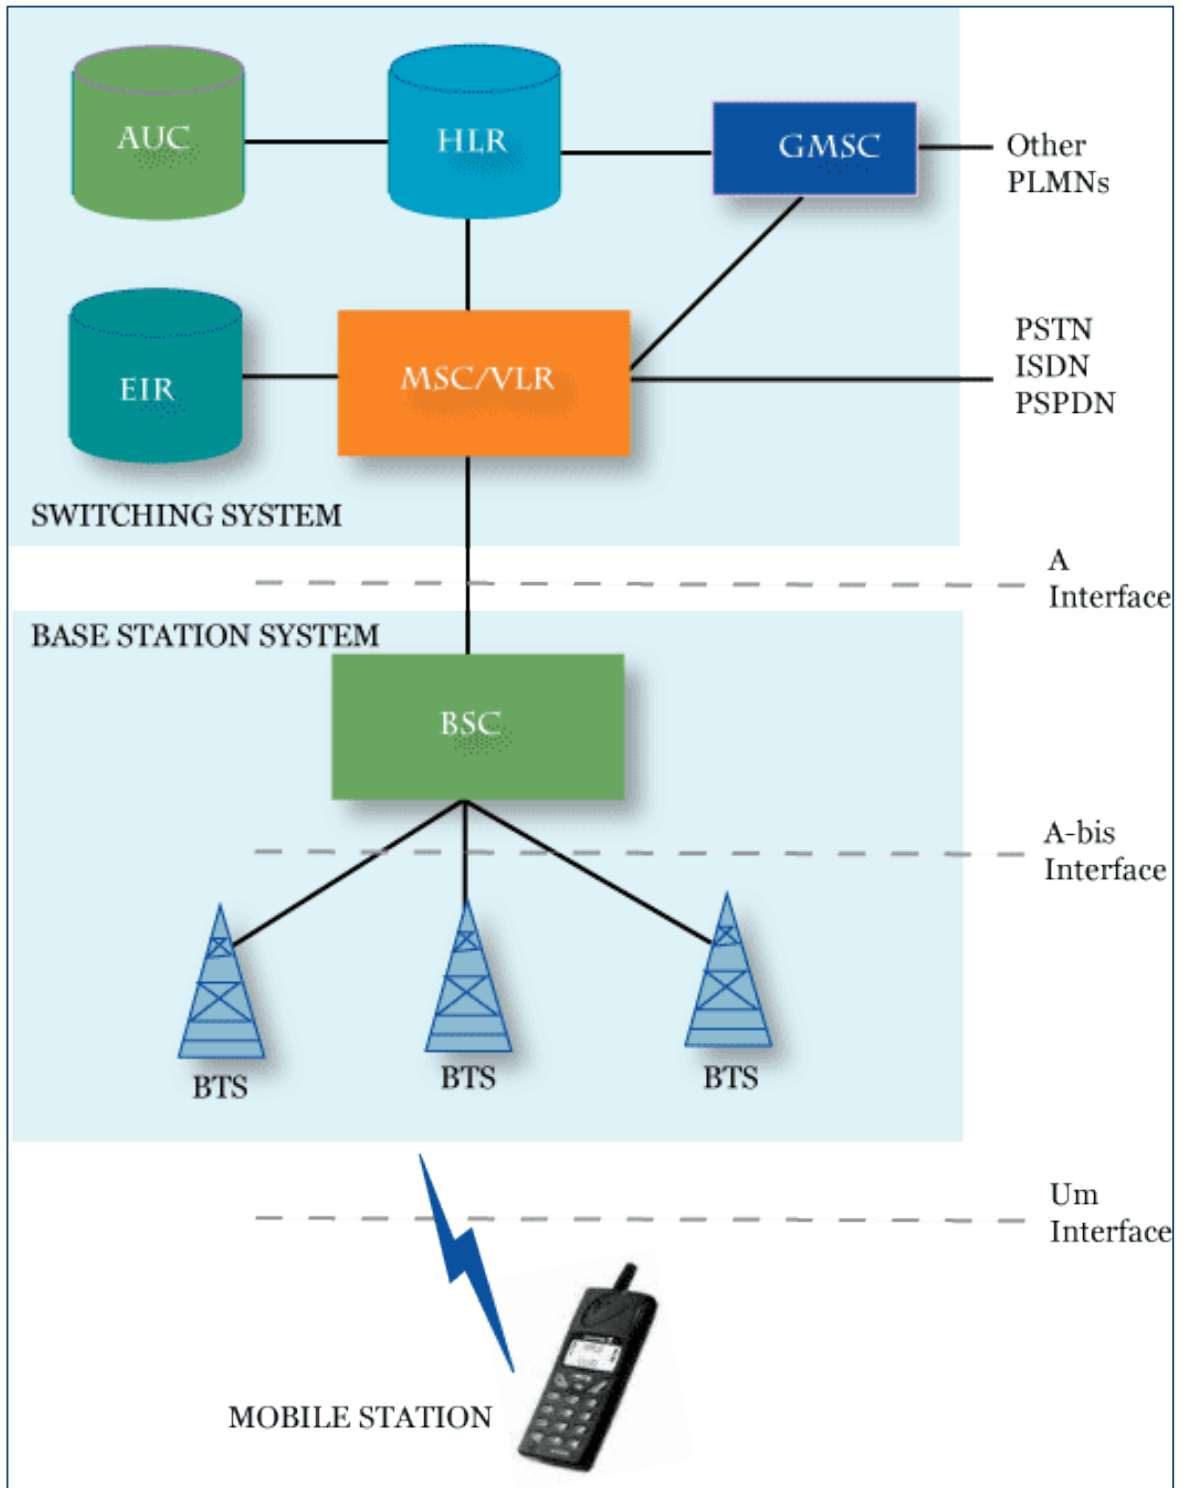 AUC
HLR
GMSC
Other
PLMNs
EIR
MSC/VLR
PSTN
ISDN
PSPDN
SWITCHING SYSTEM
A
Interface
BASE STATION SYSTEM
BSC
A-bis
Interface
BTS
BTS
BTS
Um
Interface
MOBILE STATION